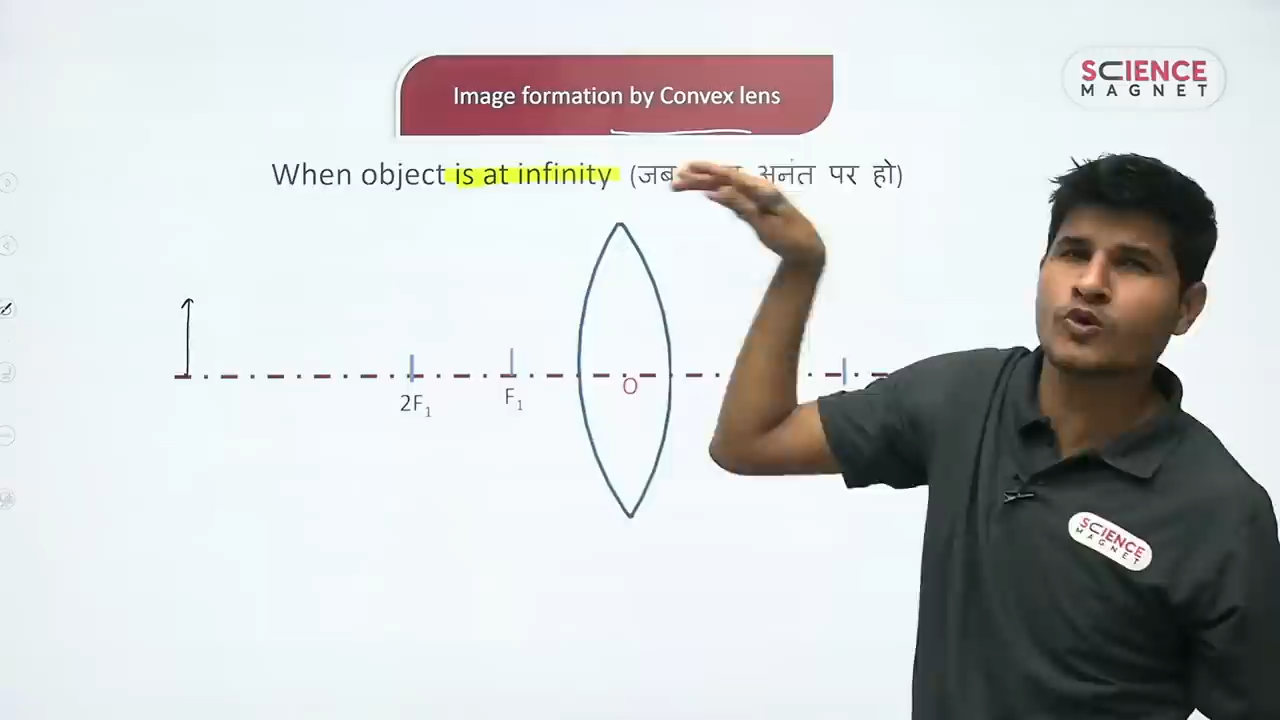 Image formation by Convex lens
SCIENCE
MAGNET
When object is at infinity (जब अनंत पर हो)
O
2F₁
F₁
SCIENCE
MAGNET